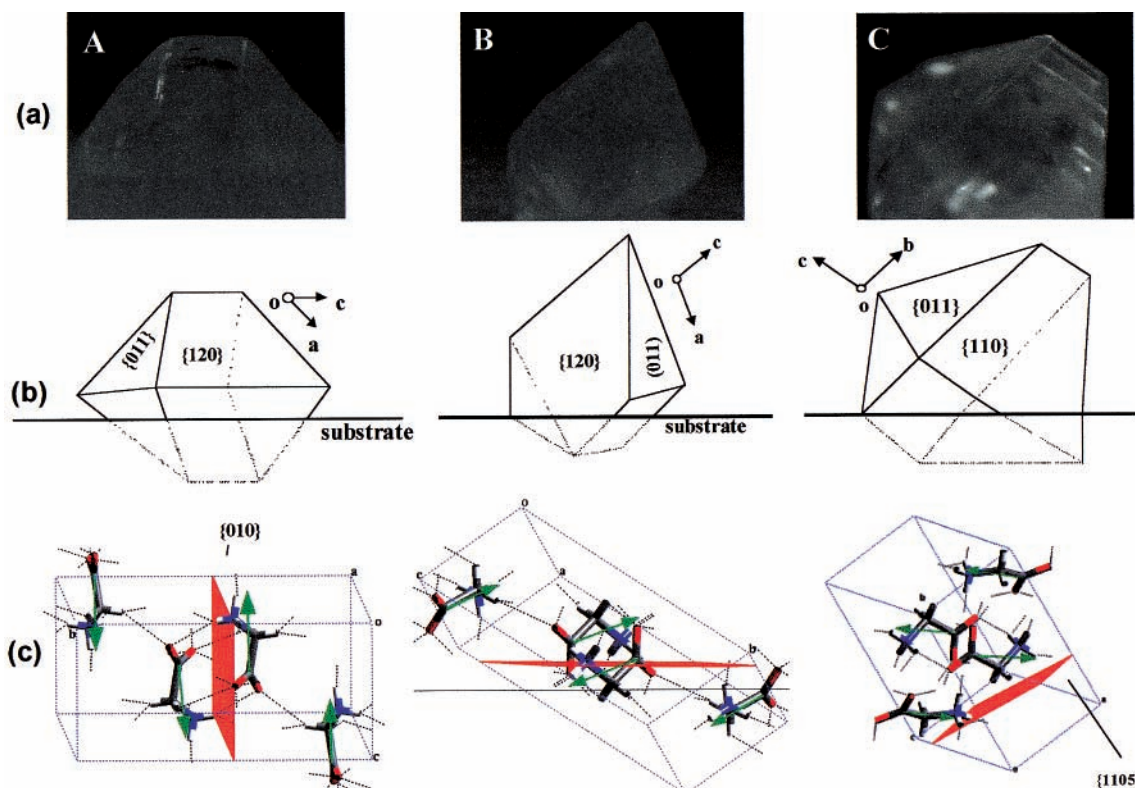 A
B
C
(a)
c
o
a
{011}
{120}
substrate
c
o
a
{120}
(011)
substrate
c
b
o
{011}
{110}
(b)
{010}
a
o
b
c
o
c
a
b
(c)
{1105